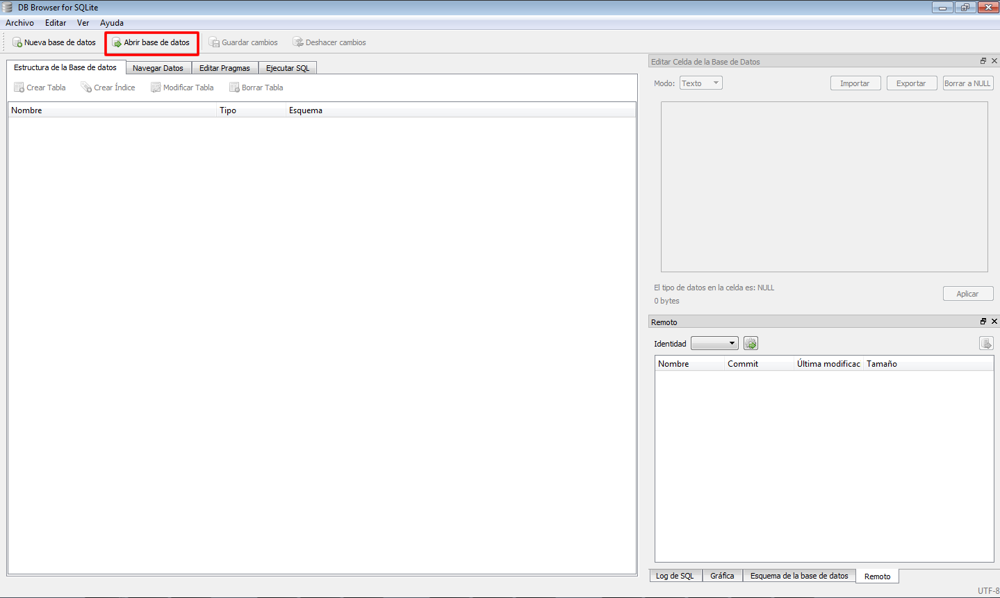 DB Browser for SQLite
Archivo Editar Ver Ayuda
Nueva base de datos Abrir base de datos Guardar cambios Deshacer cambios
Estructura de la Base de datos Navegar Datos Editar Pragmas Ejecutar SQL
Crear Tabla Crear Índice Modificar Tabla Borrar Tabla
Nombre Tipo Esquema
Editar Celda de la Base de Datos
Modo: Texto Importar Exportar Borrar a NULL
El tipo de datos en la celda es: NULL
0 bytes
Aplicar
Remoto
Identidad
Nombre Commit Última modificac Tamaño
Log de SQL Gráfica Esquema de la base de datos Remoto
UTF-8